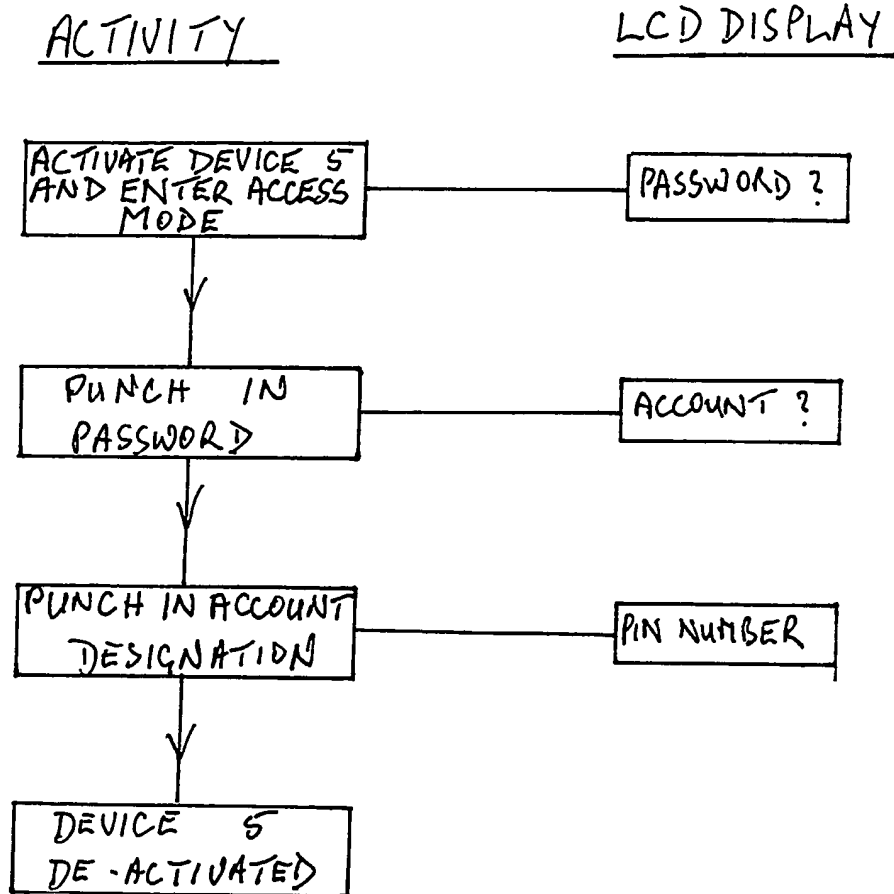 ACTIVITY
LCD DISPLAY
ACTIVATE DEVICE 5
AND ENTER ACCESS
MODE
PASSWORD ?
PUNCH IN
PASSWORD
ACCOUNT ?
PUNCH IN ACCOUNT
DESIGNATION
PIN NUMBER
DEVICE 5
DE-ACTIVATED